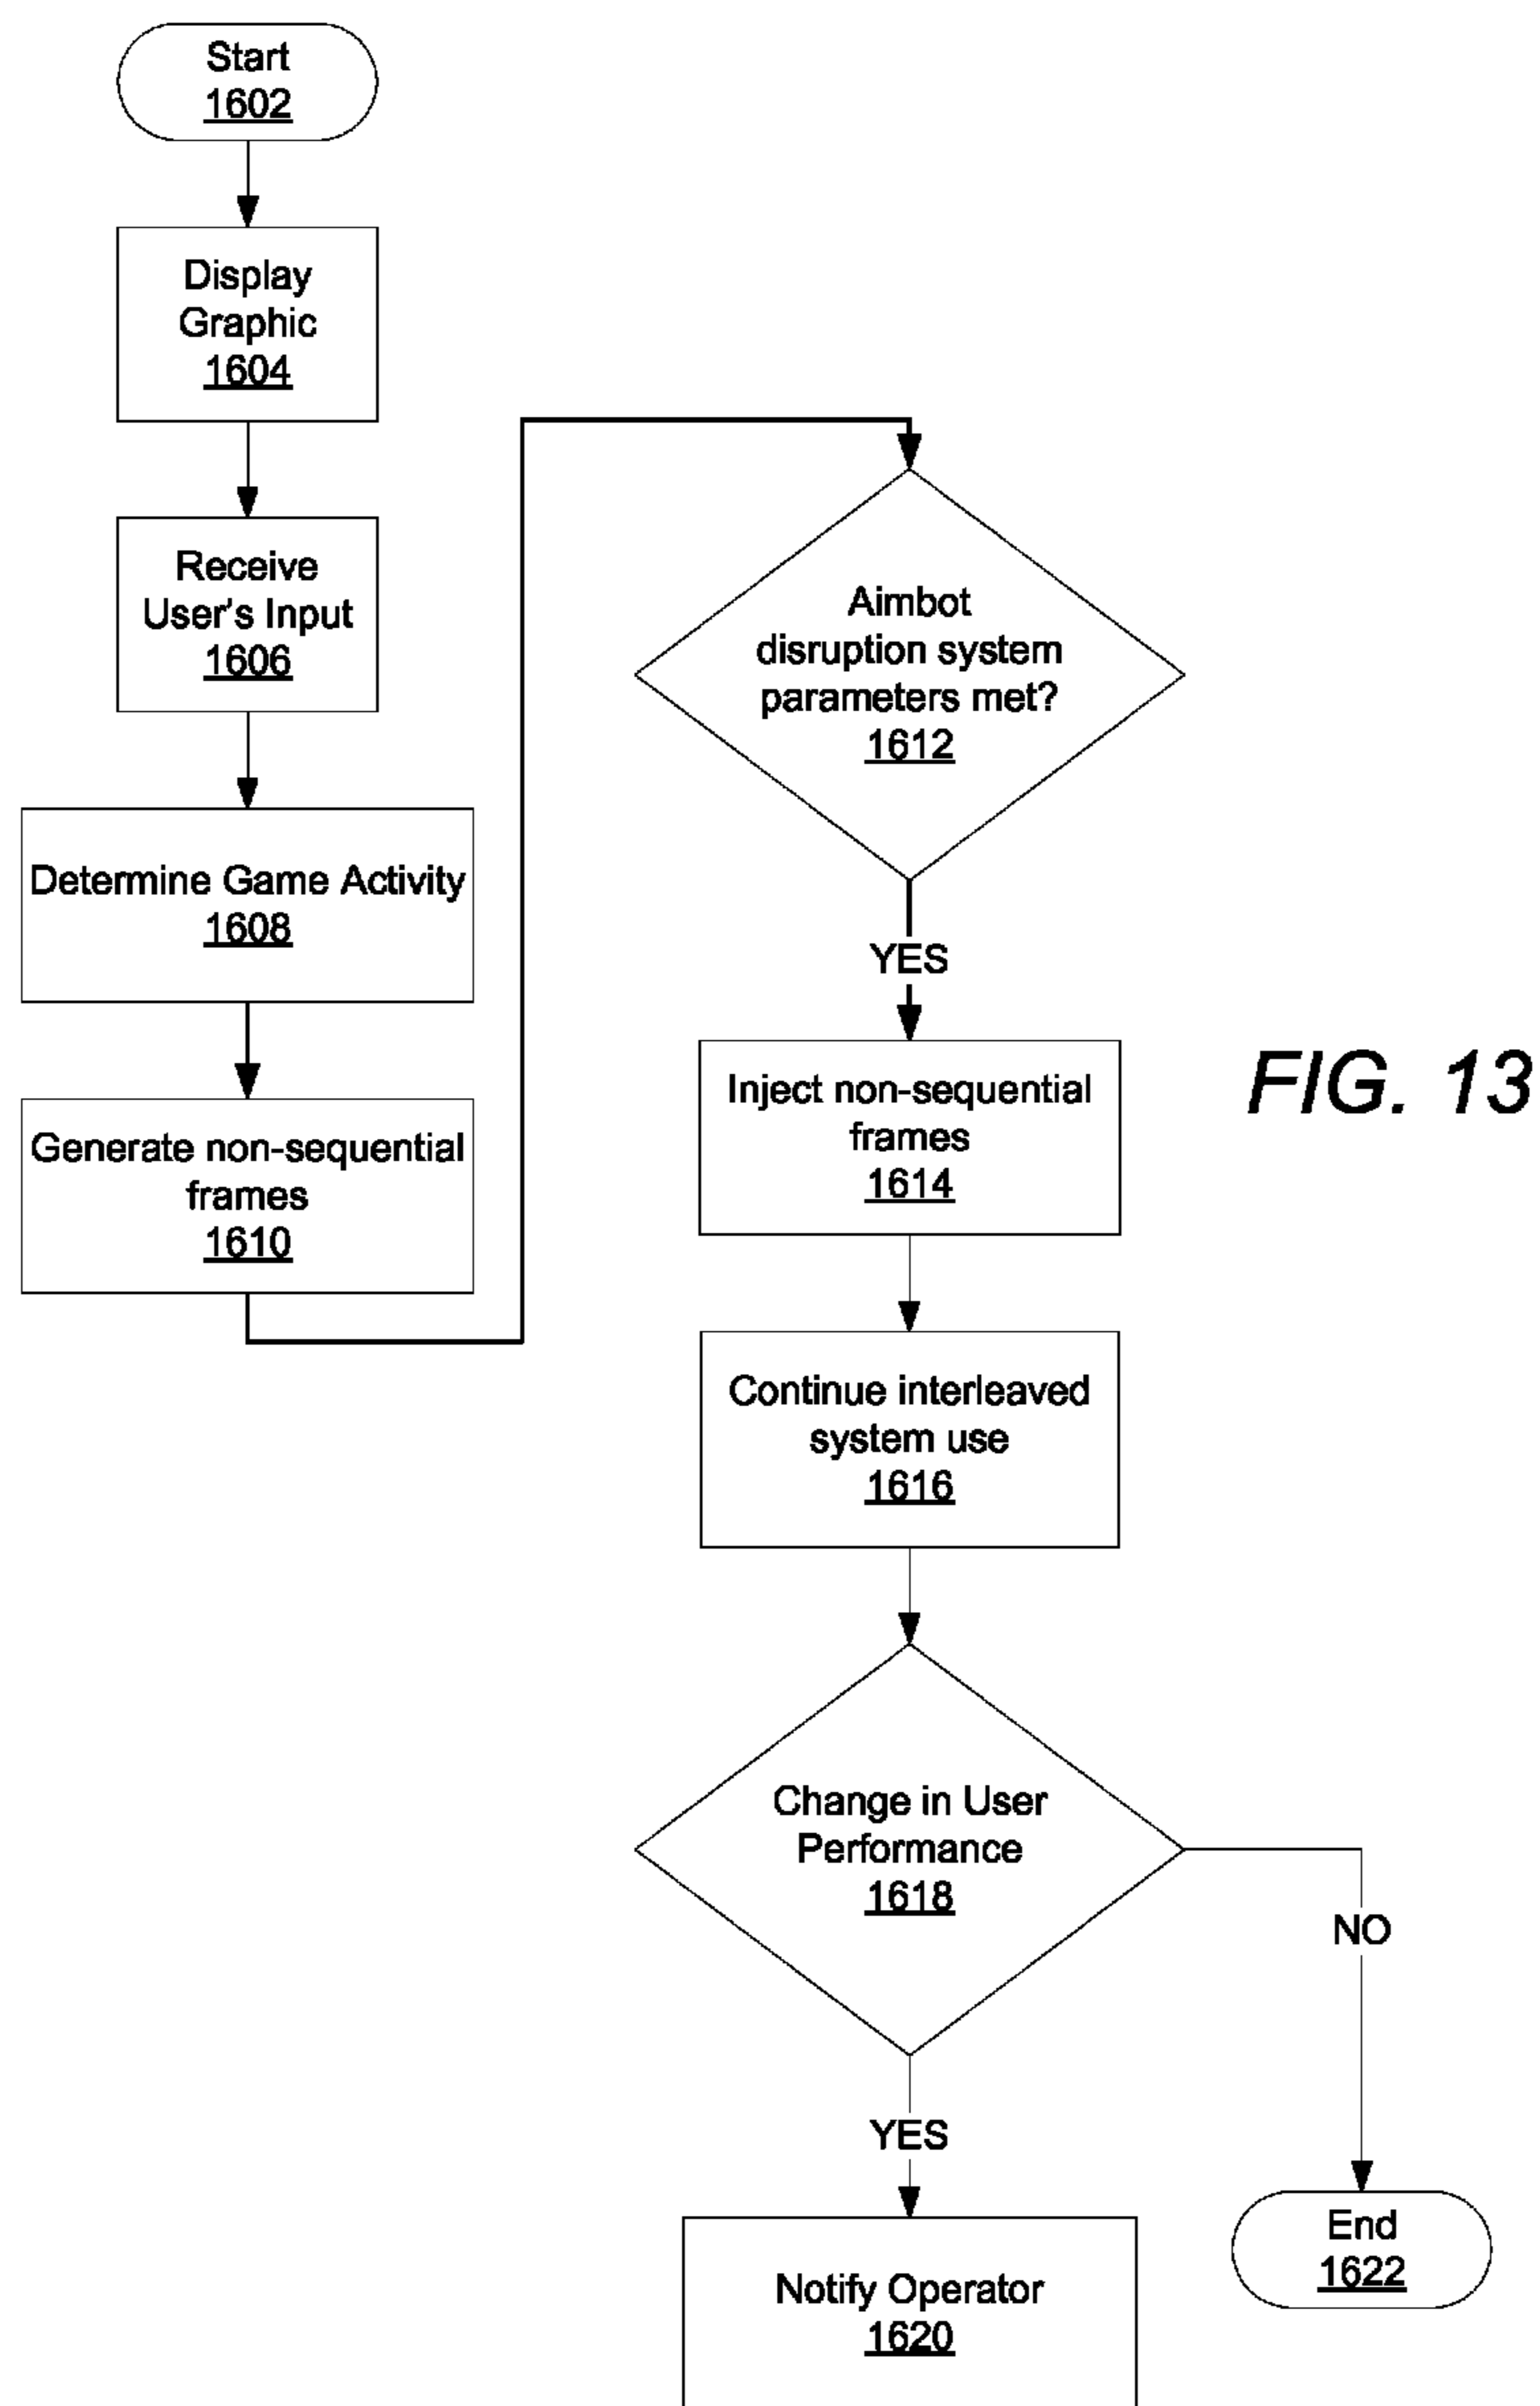 Start
1602
Display
Graphic
1604
Receive
User's Input
1606
Determine Game Activity
1608
Generate non-sequential
frames
1610
Aimbot
disruption system
parameters met?
1612
YES
Inject non-sequential
frames
1614
FIG. 13
Continue interleaved
system use
1616
Change in User
Performance
1618
NO
YES
End
1622
Notify Operator
1620